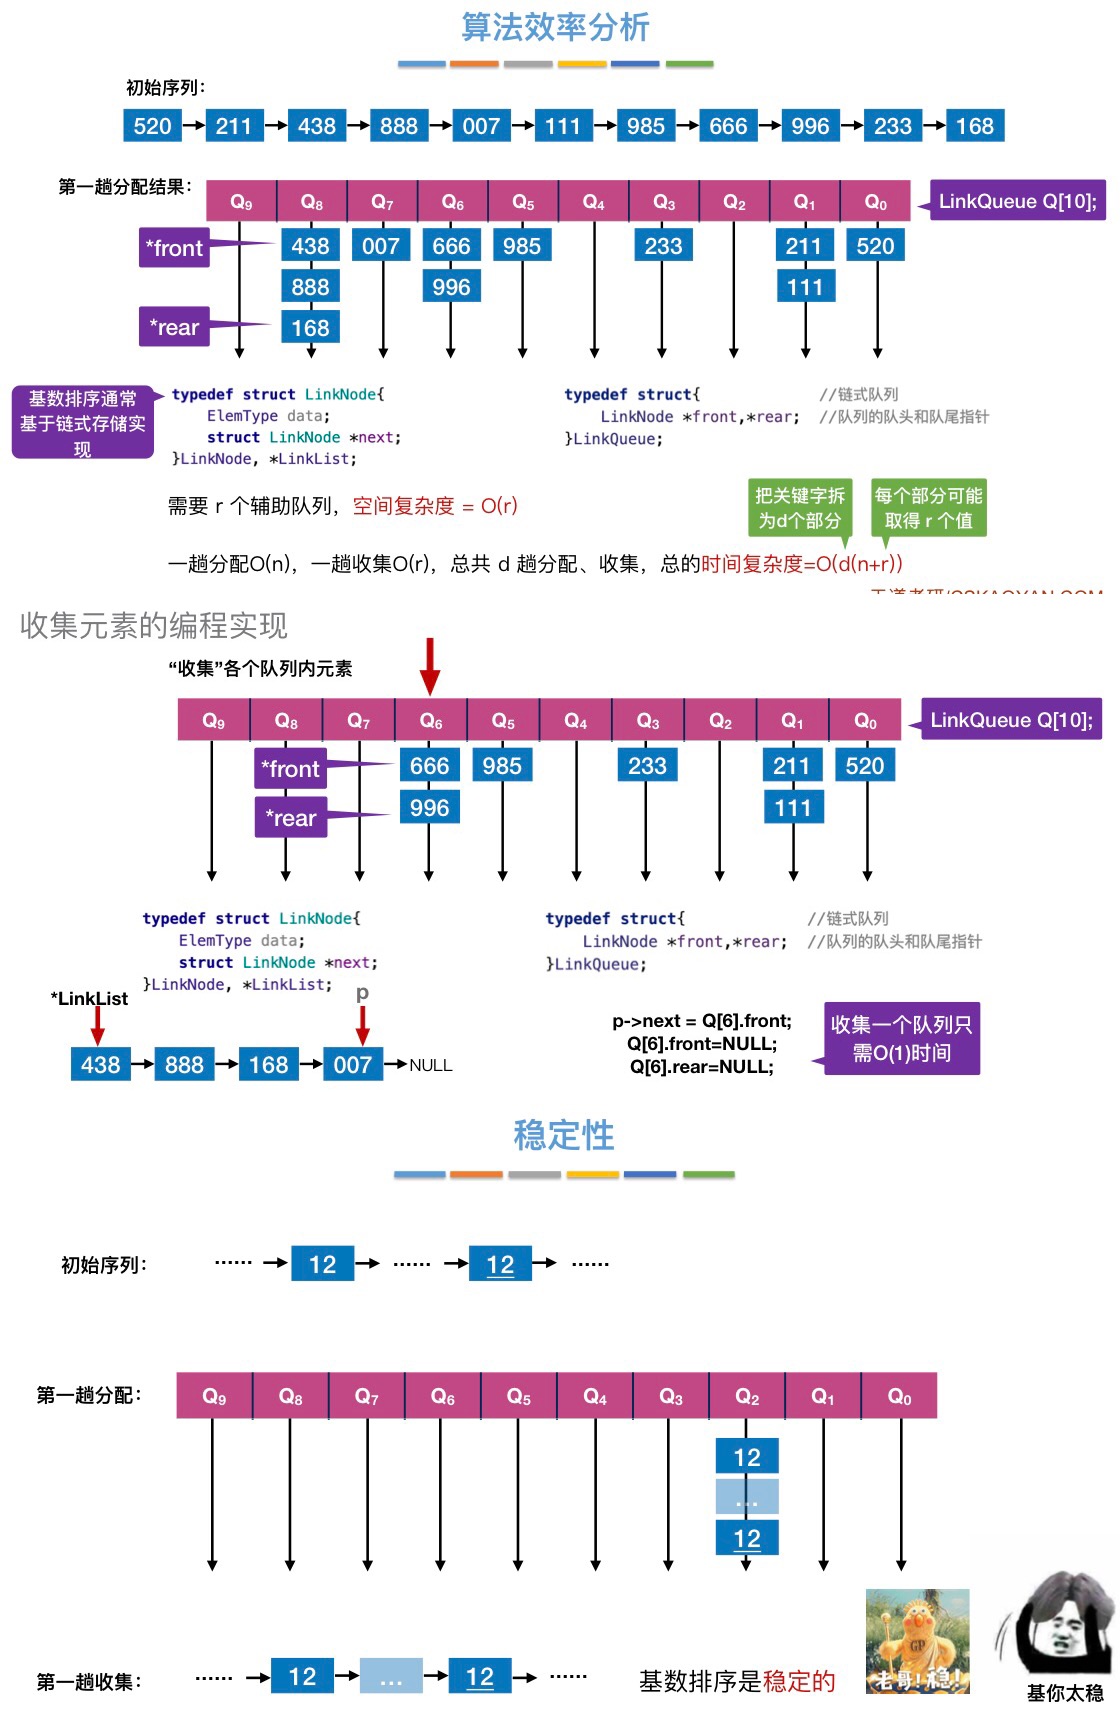 算法效率分析
初始序列：
520 211 438 888 007 111 985 666 996 233 168
第一趟分配结果：
Q9 Q8 Q7 Q6 Q5 Q4 Q3 Q2 Q1 Q0
LinkQueue Q[10];
*front
438 007 666 985 233 211 520
888 996 111
*rear
168
基数排序通常
基于链式存储实
现
typedef struct LinkNode{
ElemType data;
struct LinkNode *next;
}LinkNode, *LinkList;
typedef struct{ //链式队列
LinkNode *front,*rear; //队列的队头和队尾指针
}LinkQueue;
需要 r 个辅助队列，空间复杂度 = O(r)
把关键字拆
为d个部分
每个部分可能
取得 r 个值
一趟分配O(n)，一趟收集O(r)，总共 d 趟分配、收集，总的时间复杂度=O(d(n+r))
王道考研/CSKAOYAN.COM
收集元素的编程实现
“收集”各个队列内元素
Q9 Q8 Q7 Q6 Q5 Q4 Q3 Q2 Q1 Q0
LinkQueue Q[10];
*front
666 985 233 211 520
*rear
996 111
typedef struct LinkNode{
ElemType data;
struct LinkNode *next;
}LinkNode, *LinkList;
typedef struct{ //链式队列
LinkNode *front,*rear; //队列的队头和队尾指针
}LinkQueue;
*LinkList
p
438 888 168 007 NULL
p->next = Q[6].front;
Q[6].front=NULL;
Q[6].rear=NULL;
收集一个队列只
需O(1)时间
稳定性
初始序列：
…… 12 …… 12 ……
第一趟分配：
Q9 Q8 Q7 Q6 Q5 Q4 Q3 Q2 Q1 Q0
12
...
12
第一趟收集：
…… 12 ... 12 ……
基数排序是稳定的
GP
老哥！稳！
基你太稳